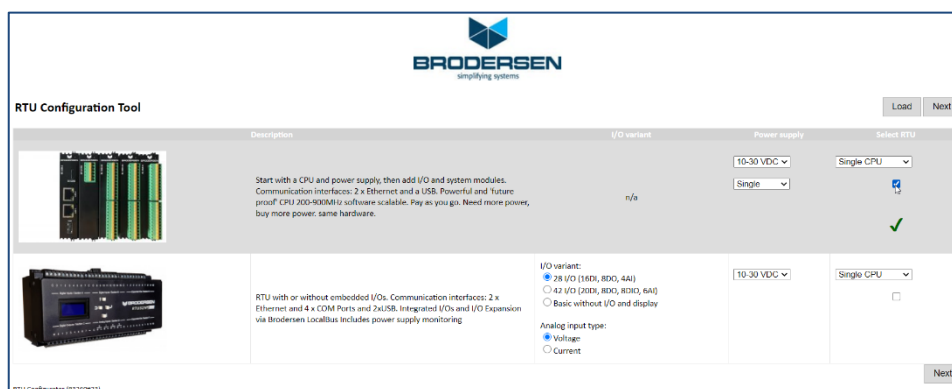 BRODERSEN
simplifying systems
RTU Configuration Tool
Load Next
Description I/O variant Power supply Select RTU
Start with a CPU and power supply, then add I/O and system modules.
Communication interfaces: 2 x Ethernet and a USB. Powerful and 'future
proof' CPU 200-900MHz software scalable. Pay as you go. Need more power,
buy more power. same hardware.
n/a
10-30 VDC Single CPU
Single
RTU with or without embedded I/Os. Communication interfaces: 2 x
Ethernet and 4 x COM Ports and 2xUSB. Integrated I/Os and I/O Expansion
via Brodersen LocalBus Includes power supply monitoring
I/O variant:
28 I/O (16DI, 8DO, 4AI)
42 I/O (20DI, 8DO, 8DIO, 6AI)
Basic without I/O and display
Analog input type:
Voltage
Current
10-30 VDC Single CPU
Next